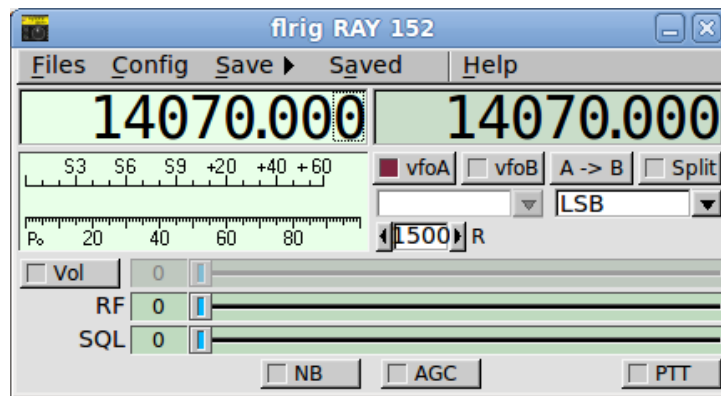 flrig RAY 152
Files Config Save Saved Help
14070.000 14070.000
S3 S6 S9 +20 +40 +60
vfoA vfoB A -> B Split
LSB
Po 20 40 60 80
1500 R
Vol 0
RF 0
SQL 0
NB AGC PTT